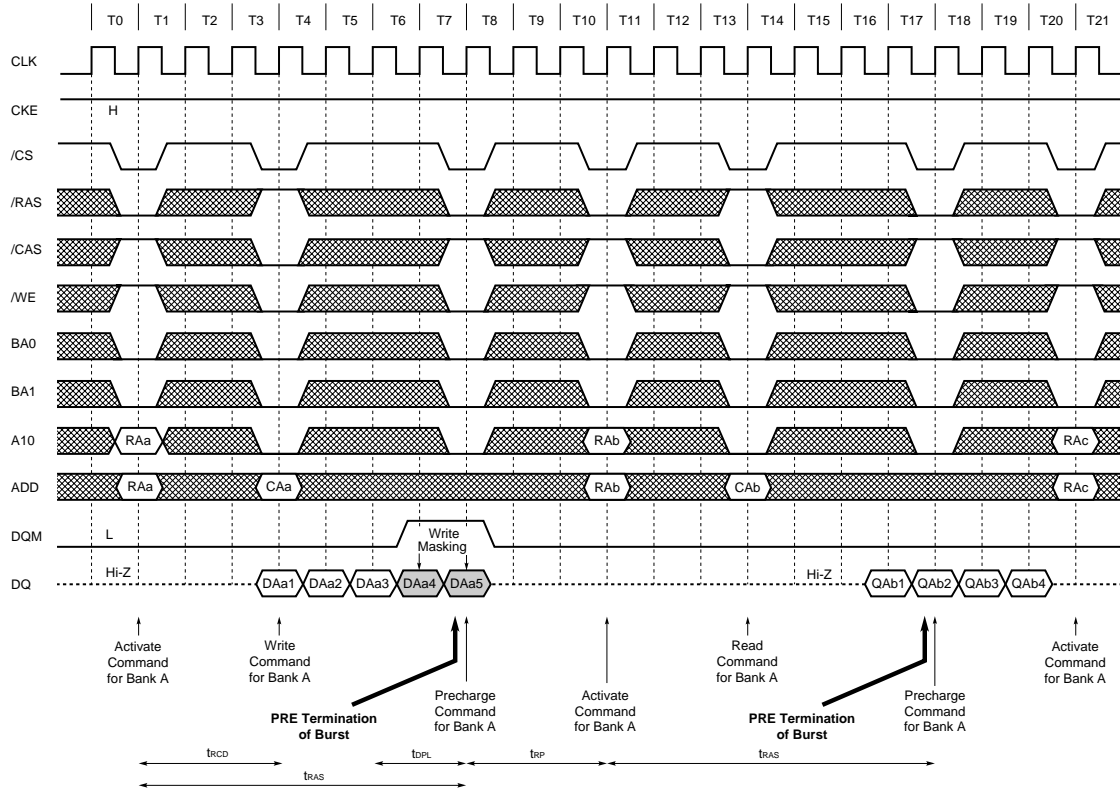 T0 T1 T2 T3 T4 T5 T6 T7 T8 T9 T10 T11 T12 T13 T14 T15 T16 T17 T18 T19 T20 T21
CLK
CKE H
/CS
/RAS
/CAS
/WE
BA0
BA1
A10 RAa RAb RAc
ADD RAa CAa RAb CAb RAc
DQM L Write
Masking
DQ Hi-Z DAa1 DAa2 DAa3 DAa4 DAa5 Hi-Z QAb1 QAb2 QAb3 QAb4
Activate
Command
for Bank A
Write
Command
for Bank A
PRE Termination
of Burst
Precharge
Command
for Bank A
Activate
Command
for Bank A
Read
Command
for Bank A
PRE Termination
of Burst
Precharge
Command
for Bank A
Activate
Command
for Bank A
tRCD tDPL tRP tRAS
tRAS